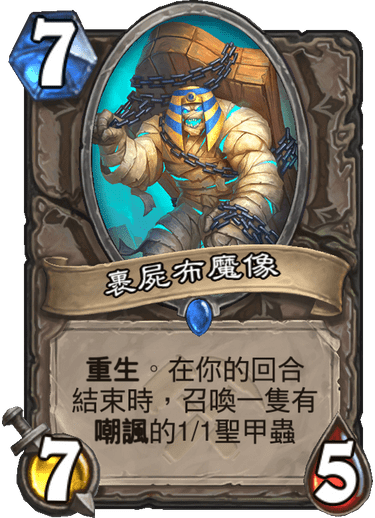 7
裹屍布魔像
重生。在你的回合
結束時，召喚一隻有
嘲諷的1/1聖甲蟲
7
5